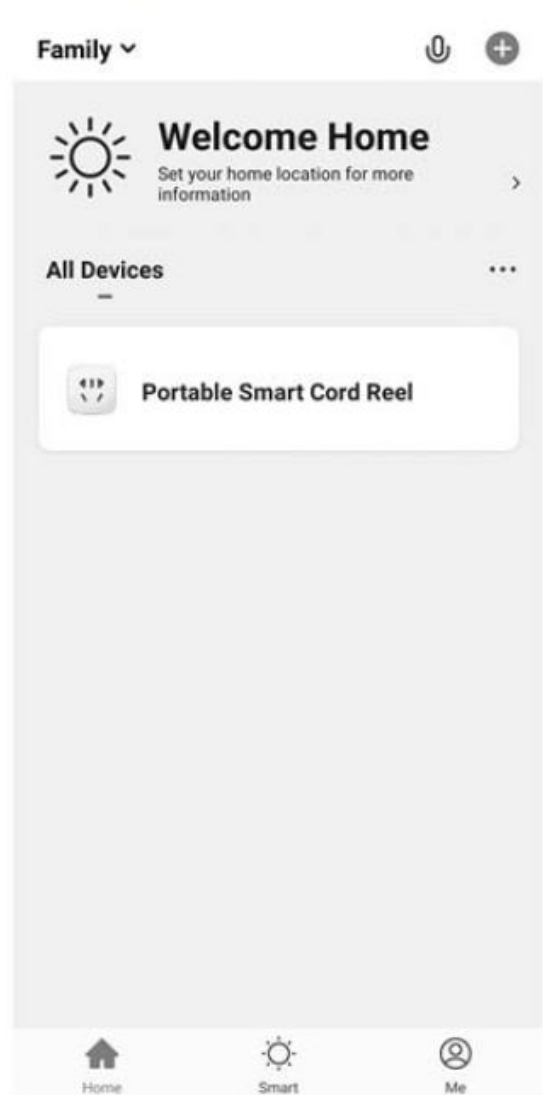 Family
Welcome Home
Set your home location for more
information
All Devices
Portable Smart Cord Reel
Home
Smart
Me